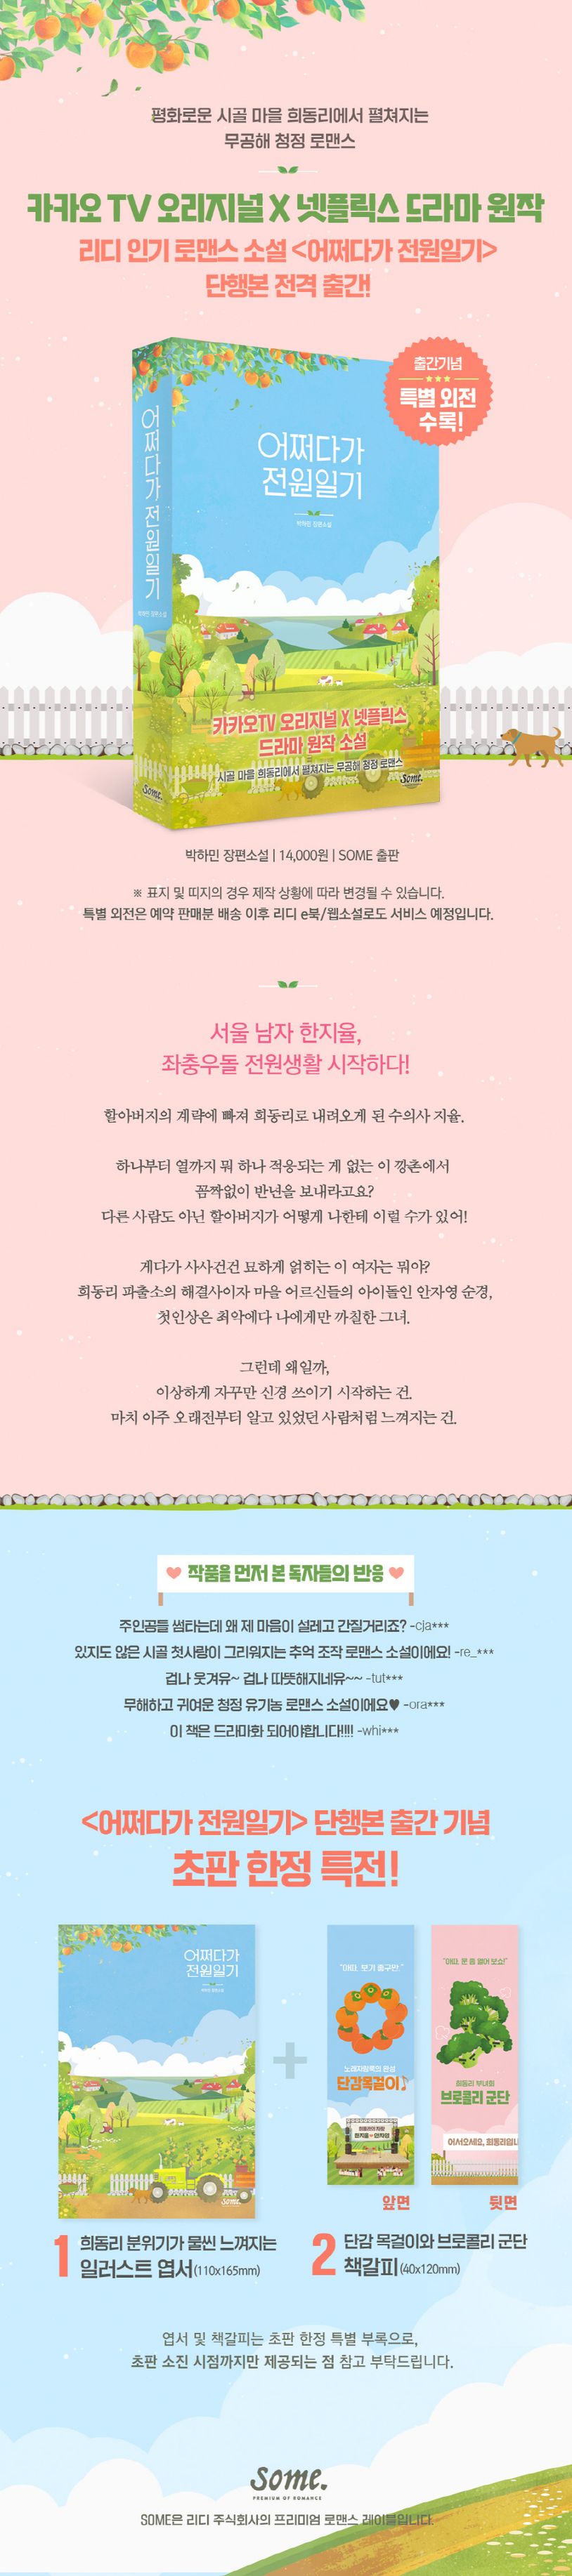 평화로운 시골 마을 희동리에서 펼쳐지는
무공해 청정 로맨스
카카오 TV 오리지널 X 넷플릭스 드라마 원작
리디 인기 로맨스 소설 <어쩌다가 전원일기>
단행본 전격 출간!
출간기념
특별 외전
수록!
어쩌다가 전원일기
박하민 장편소설
some.
어쩌다가
전원일기
박하민 장편소설
카카오TV 오리지널 X 넷플릭스
드라마 원작 소설
시골 마을 희동리에서 펼쳐지는 무공해 청정 로맨스
some.
박하민 장편소설 | 14,000원 | SOME 출판
※ 표지 및 띠지의 경우 제작 상황에 따라 변경될 수 있습니다.
특별 외전은 예약 판매분 배송 이후 리디 e북/웹소설로도 서비스 예정입니다.
서울 남자 한지율,
좌충우돌 전원생활 시작하다!
할아버지의 계략에 빠져 희동리로 내려오게 된 수의사 지율.
하나부터 열까지 뭐 하나 적응되는 게 없는 이 깡촌에서
꼼짝없이 반년을 보내라고요?
다른 사람도 아닌 할아버지가 어떻게 나한테 이럴 수가 있어!
게다가 사사건건 묘하게 얽히는 이 여자는 뭐야?
희동리 파출소의 해결사이자 마을 어르신들의 아이돌인 안자영 순경,
첫인상은 최악에다 나에게만 까칠한 그녀.
그런데 왜일까,
이상하게 자꾸만 신경 쓰이기 시작하는 건.
마치 아주 오래전부터 알고 있었던 사람처럼 느껴지는 건.
작품을 먼저 본 독자들의 반응
주인공들 썸타는데 왜 제 마음이 설레고 간질거리죠? -cja***
있지도 않은 시골 첫사랑이 그리워지는 추억 조작 로맨스 소설이에요! -re_***
겁나 웃겨유~ 겁나 따뜻해지네유~~ -tut***
무해하고 귀여운 청정 유기농 로맨스 소설이에요♥ -ora***
이 책은 드라마화 되어야합니다!!!! -whi***
<어쩌다가 전원일기> 단행본 출간 기념
초판 한정 특전!
어쩌다가
전원일기
박하민 장편소설
some.
+
"아따, 보기 좋구만."
노래자랑축의 완성
단감목걸이♪
"아따, 문 좀 열어 보소!"
희동리 부녀회
브로콜리 군단
어서오세요, 희동리입니
앞면
뒷면
1 희동리 분위기가 물씬 느껴지는
일러스트 엽서(110x165mm)
2 단감 목걸이와 브로콜리 군단
책갈피(40x120mm)
엽서 및 책갈피는 초판 한정 특별 부록으로,
초판 소진 시점까지만 제공되는 점 참고 부탁드립니다.
some.
PREMIUM OF ROMANCE
SOME은 리디 주식회사의 프리미엄 로맨스 레이블입니다.